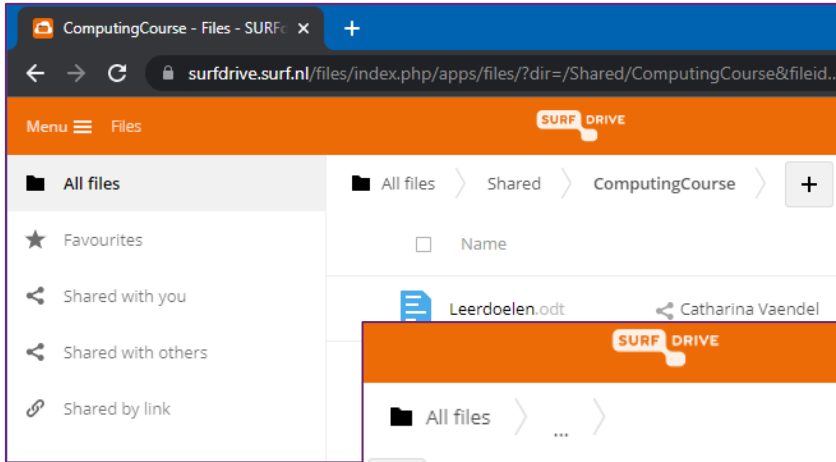 ComputingCourse - Files - SURFd
surfdrive.surf.nl/files/index.php/apps/files/?dir=/Shared/ComputingCourse&fileid...
Menu Files
SURF DRIVE
All files
All files Shared ComputingCourse +
Favourites
Name
Shared with you
Leerdoelen.odt Catharina Vaendel
Shared with others
SURF DRIVE
Shared by link
All files ...